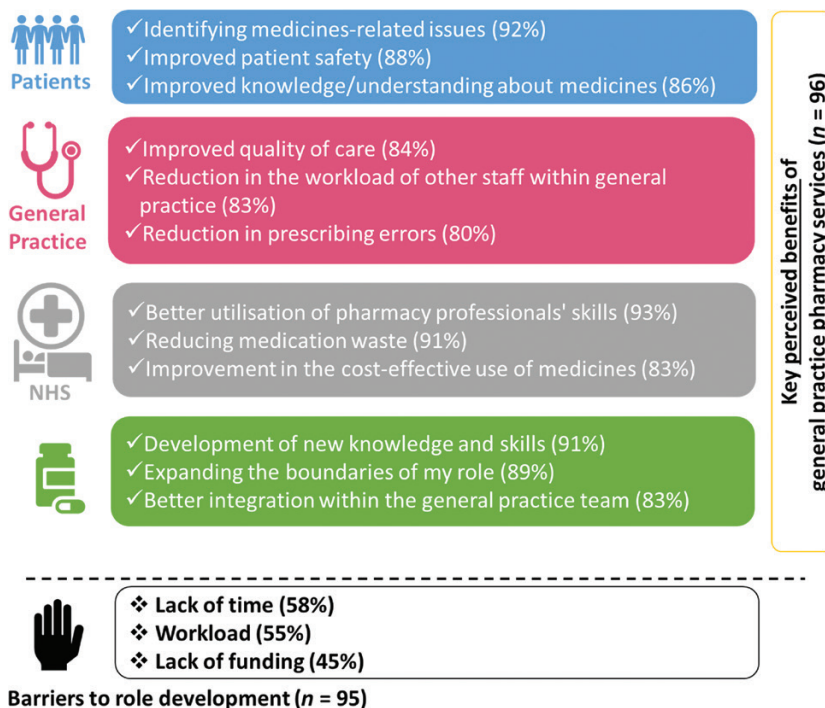 Patients
✓Identifying medicines-related issues (92%)
✓Improved patient safety (88%)
✓Improved knowledge/understanding about medicines (86%)
General
Practice
✓Improved quality of care (84%)
✓Reduction in the workload of other staff within general
practice (83%)
✓Reduction in prescribing errors (80%)
NHS
✓Better utilisation of pharmacy professionals' skills (93%)
✓Reducing medication waste (91%)
✓Improvement in the cost-effective use of medicines (83%)
✓Development of new knowledge and skills (91%)
✓Expanding the boundaries of my role (89%)
✓Better integration within the general practice team (83%)
Key perceived benefits of
general practice pharmacy services (n = 96)
❖ Lack of time (58%)
❖ Workload (55%)
❖ Lack of funding (45%)
Barriers to role development (n = 95)